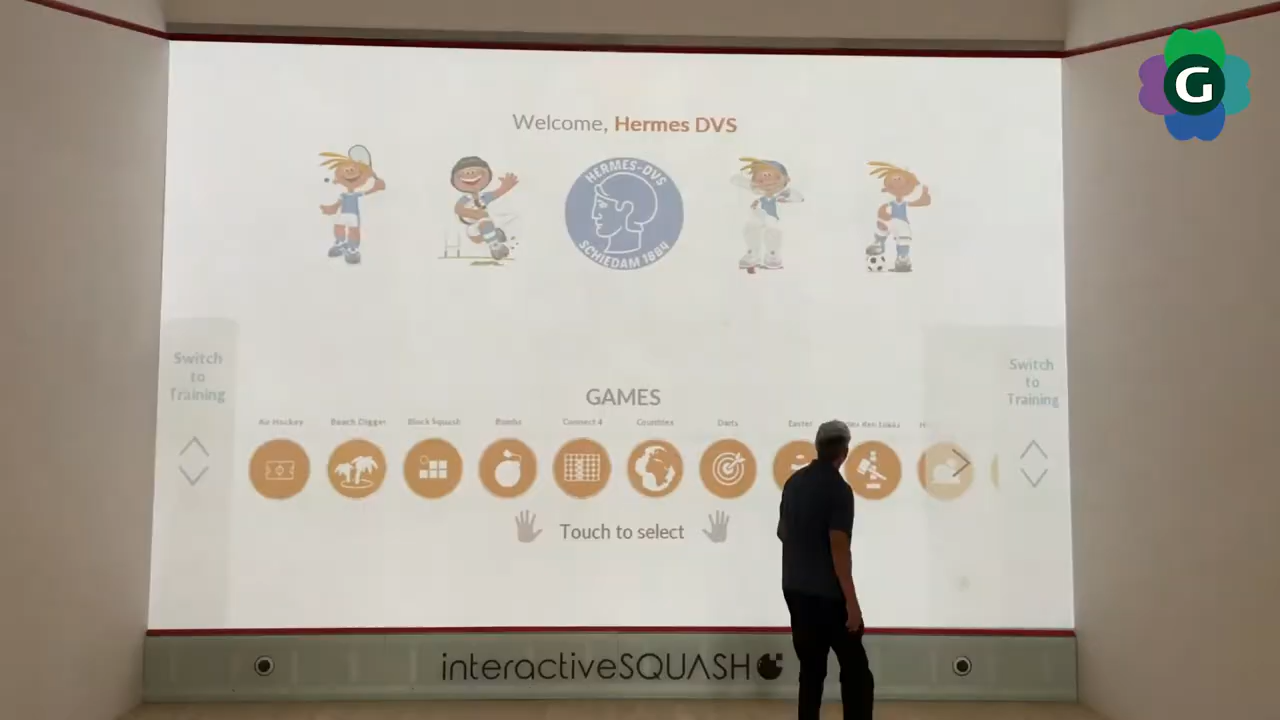 G
Welcome, Hermes DVS
HERMES-DVS
SCHIEDAM 1884
Switch
to
Training
Switch
to
Training
GAMES
Air Hockey
Beach Digger
Block Squash
Bombs
Connect 4
Countries
Darts
Easter
Touch to select
interactiveSQUASH